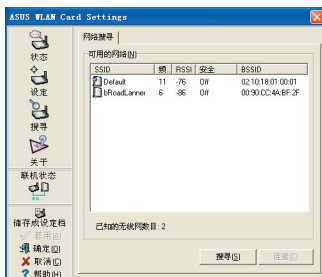 ASUS WLAN Card Settings
状态
设定
搜寻
关于
联机状态
储存成设定档
套用(A)
确定(O)
取消(C)
帮助(H)
网络搜寻
可用的网络(N)
SSID 频. RSSI 安全 BSSID
Default 11 -76 Off 02:10:18:01:00:01
bRoadLanner 6 -86 Off 00:90:CC:4A:BF:2F
已知的无线网数目:2
搜寻(S)
连接(C)